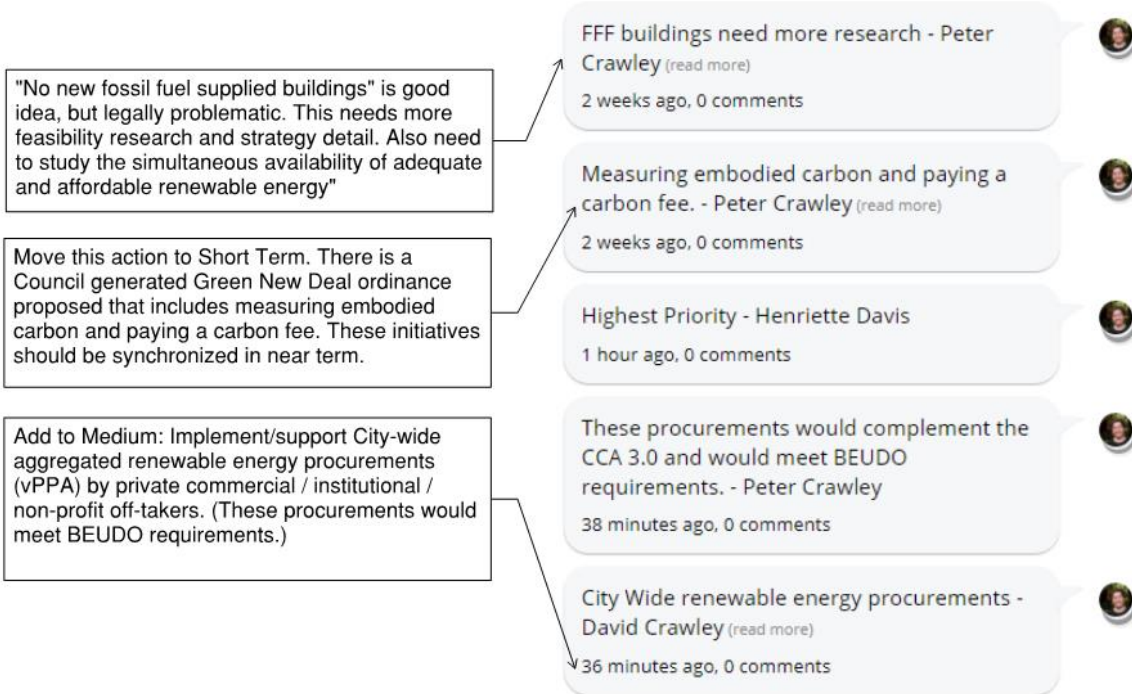 "No new fossil fuel supplied buildings" is good
idea, but legally problematic. This needs more
feasibility research and strategy detail. Also need
to study the simultaneous availability of adequate
and affordable renewable energy"
Move this action to Short Term. There is a
Council generated Green New Deal ordinance
proposed that includes measuring embodied
carbon and paying a carbon fee. These initiatives
should be synchronized in near term.
Add to Medium: Implement/support City-wide
aggregated renewable energy procurements
(vPPA) by private commercial / institutional /
non-profit off-takers. (These procurements would
meet BEUDO requirements.)
FFF buildings need more research - Peter
Crawley (read more)
2 weeks ago, 0 comments
Measuring embodied carbon and paying a
carbon fee. - Peter Crawley (read more)
2 weeks ago, 0 comments
Highest Priority - Henriette Davis
1 hour ago, 0 comments
These procurements would complement the
CCA 3.0 and would meet BEUDO
requirements. - Peter Crawley
38 minutes ago, 0 comments
City Wide renewable energy procurements -
David Crawley (read more)
36 minutes ago, 0 comments